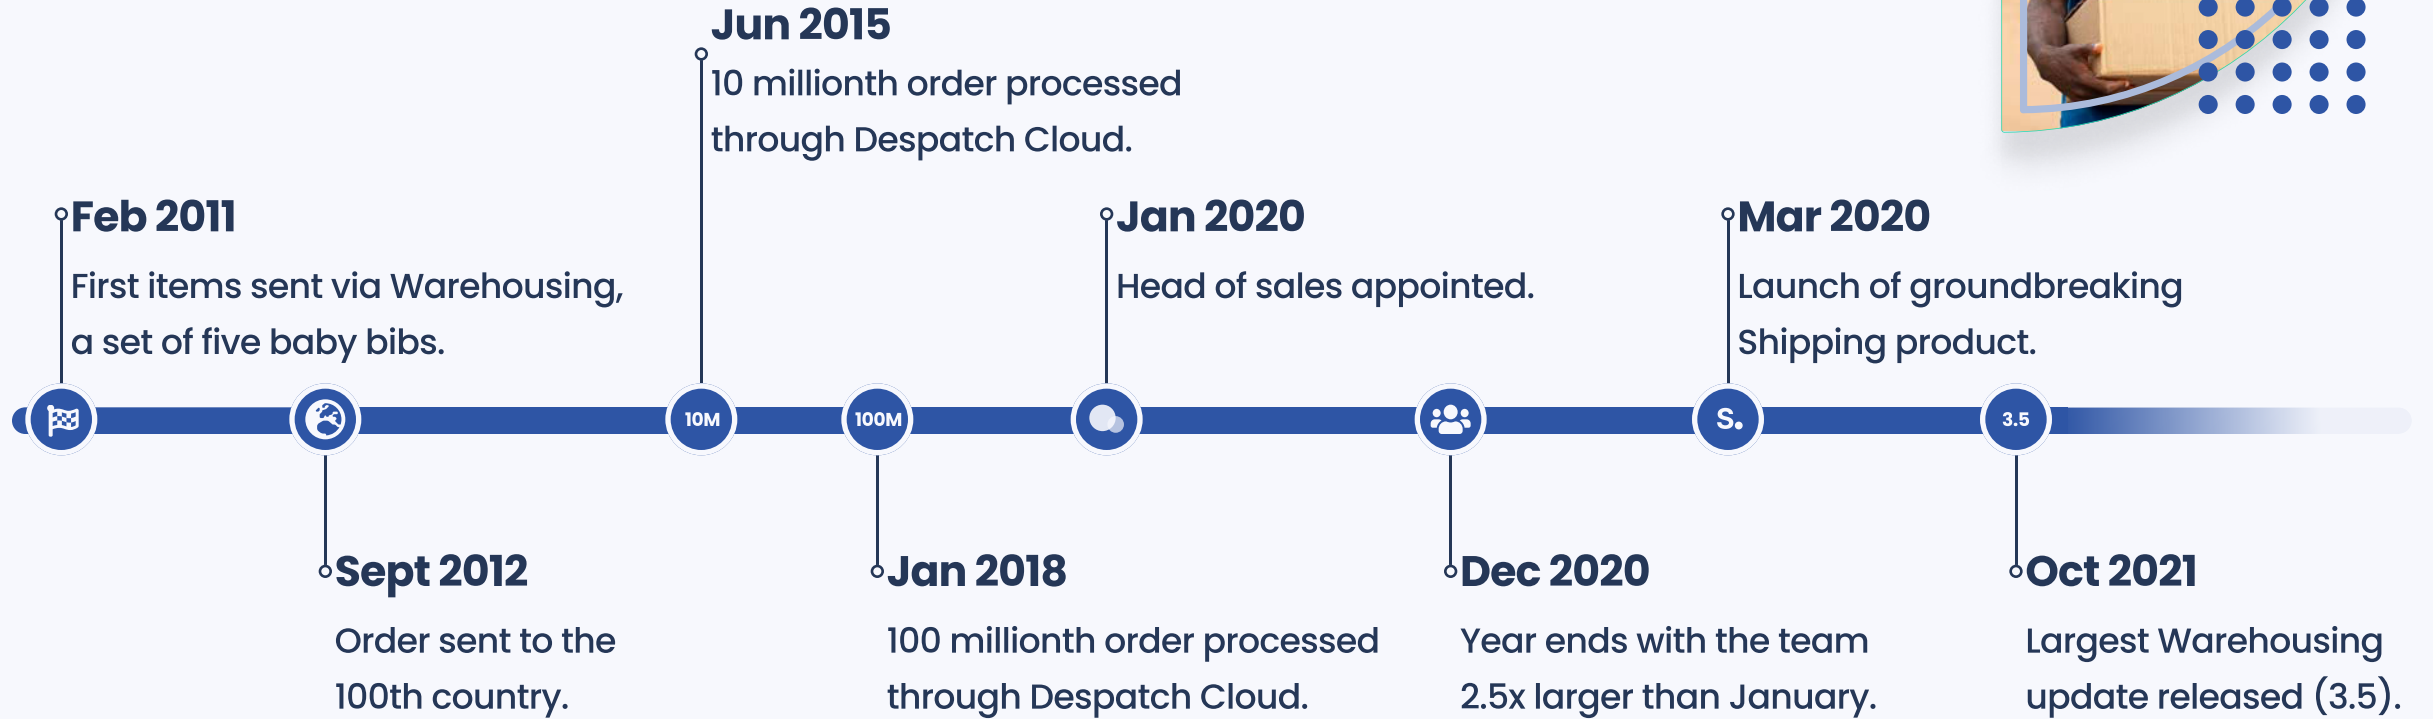 Jun 2015
10 millionth order processed
through Despatch Cloud.
Feb 2011
First items sent via Warehousing,
a set of five baby bibs.
Jan 2020
Head of sales appointed.
Mar 2020
Launch of groundbreaking
Shipping product.
10M
100M
S.
3.5
Sept 2012
Order sent to the
100th country.
Jan 2018
100 millionth order processed
through Despatch Cloud.
Dec 2020
Year ends with the team
2.5x larger than January.
Oct 2021
Largest Warehousing
update released (3.5).